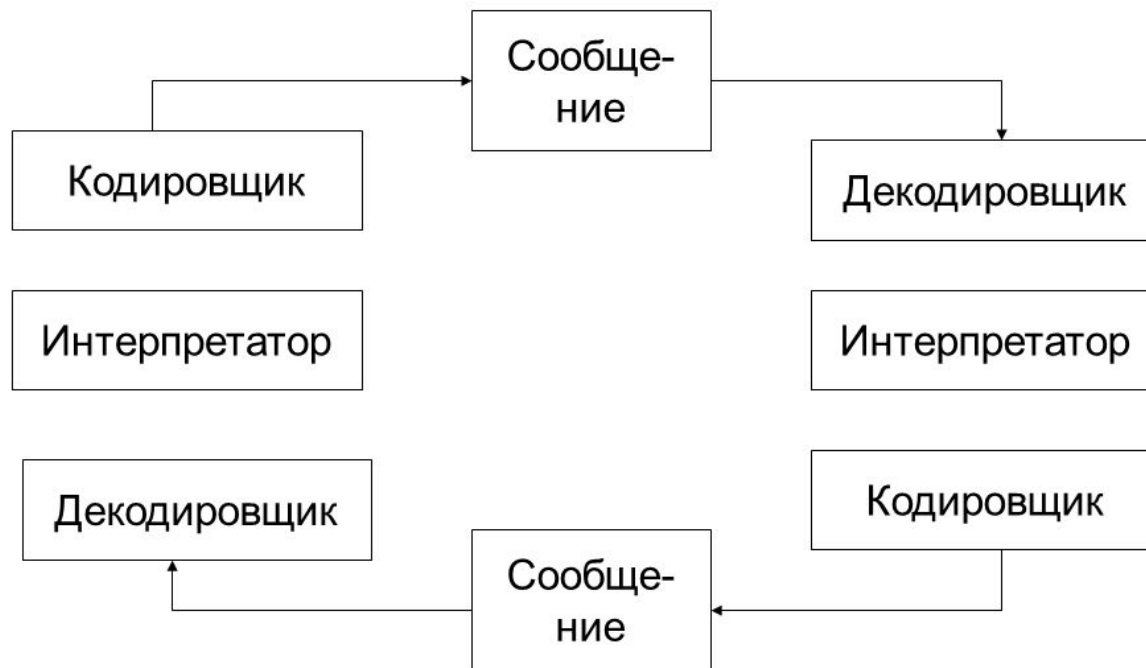 Сообще-
ние
Кодировщик
Декодировщик
Интерпретатор
Интерпретатор
Декодировщик
Кодировщик
Сообще-
ние